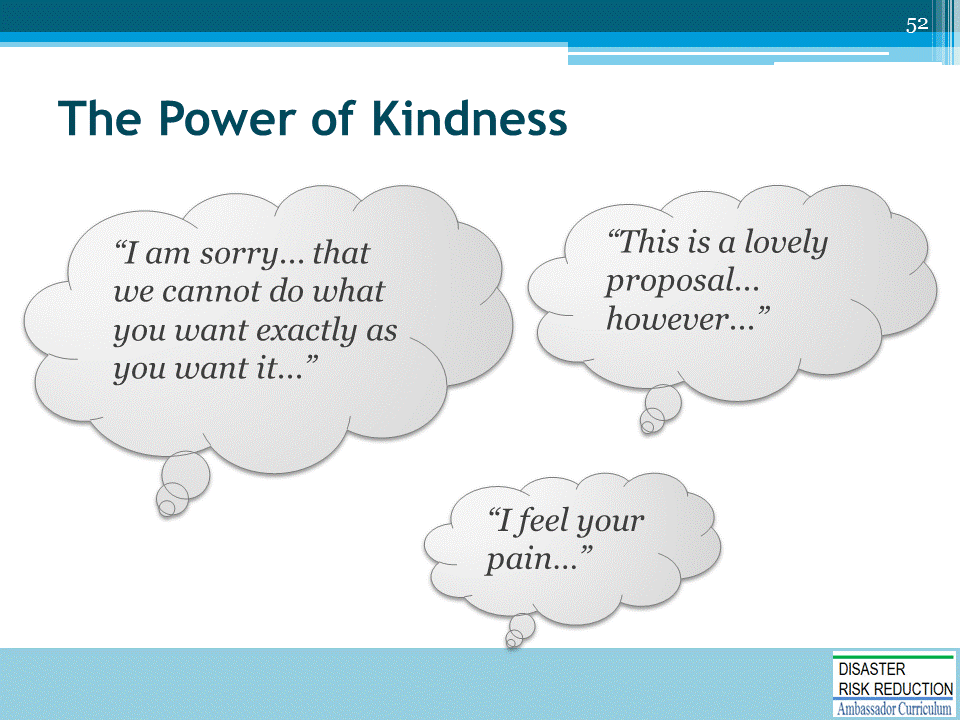 52
The Power of Kindness
“I am sorry… that
we cannot do what
you want exactly as
you want it…”
“This is a lovely
proposal…
however…”
“I feel your
pain…”
DISASTER
RISK REDUCTION
Ambassador Curriculum